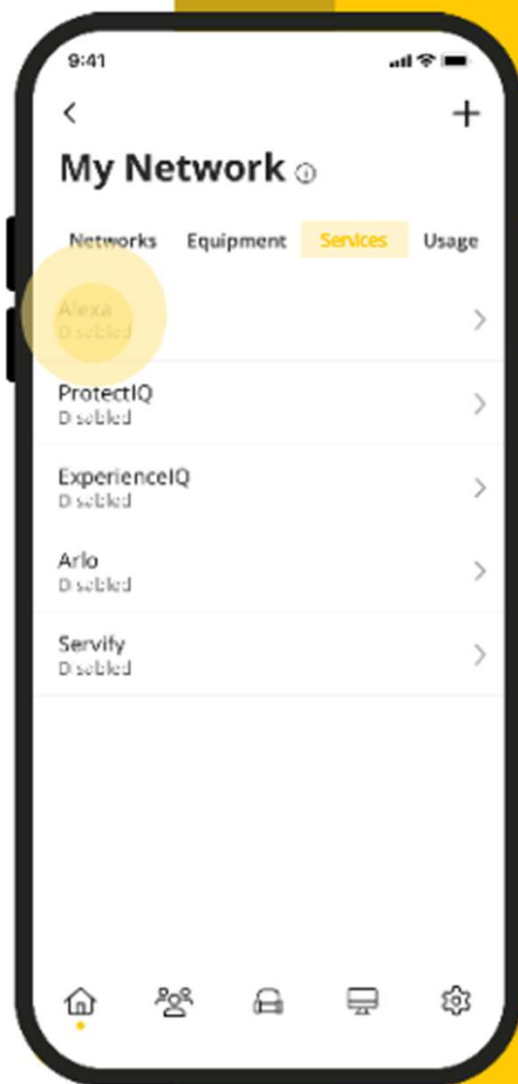 9:41
My Network
Networks Equipment Services Usage
Alexa
Disabled
ProtectIQ
Disabled
ExperienceIQ
Disabled
Arlo
Disabled
Servify
Disabled